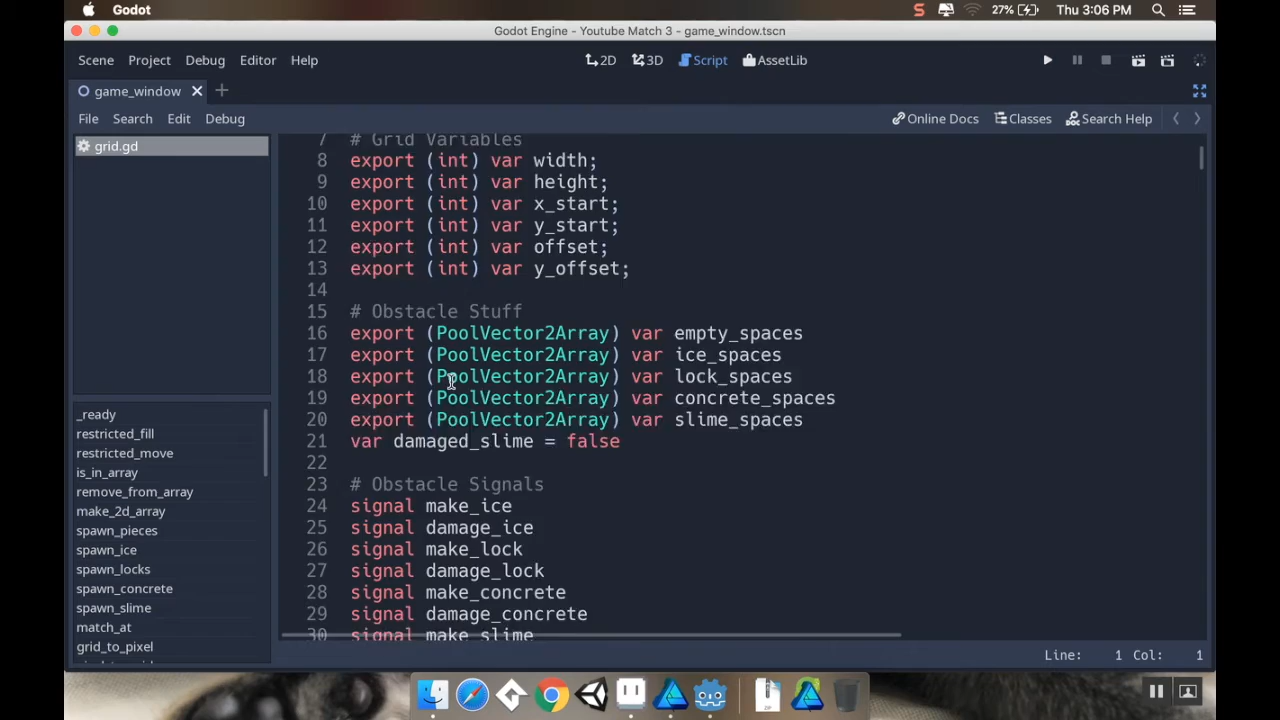 Godot
27%
Thu 3:06 PM
Godot Engine - Youtube Match 3 - game_window.tscn
Scene Project Debug Editor Help
2D 3D Script AssetLib
game_window
File Search Edit Debug
Online Docs Classes Search Help
grid.gd
_ready
restricted_fill
restricted_move
is_in_array
remove_from_array
make_2d_array
spawn_pieces
spawn_ice
spawn_locks
spawn_concrete
spawn_slime
match_at
grid_to_pixel
7 # Grid Variables
8 export (int) var width;
9 export (int) var height;
10 export (int) var x_start;
11 export (int) var y_start;
12 export (int) var offset;
13 export (int) var y_offset;
14
15 # Obstacle Stuff
16 export (PoolVector2Array) var empty_spaces
17 export (PoolVector2Array) var ice_spaces
18 export (PoolVector2Array) var lock_spaces
19 export (PoolVector2Array) var concrete_spaces
20 export (PoolVector2Array) var slime_spaces
21 var damaged_slime = false
22
23 # Obstacle Signals
24 signal make_ice
25 signal damage_ice
26 signal make_lock
27 signal damage_lock
28 signal make_concrete
29 signal damage_concrete
30 signal make_slime
Line: 1 Col: 1